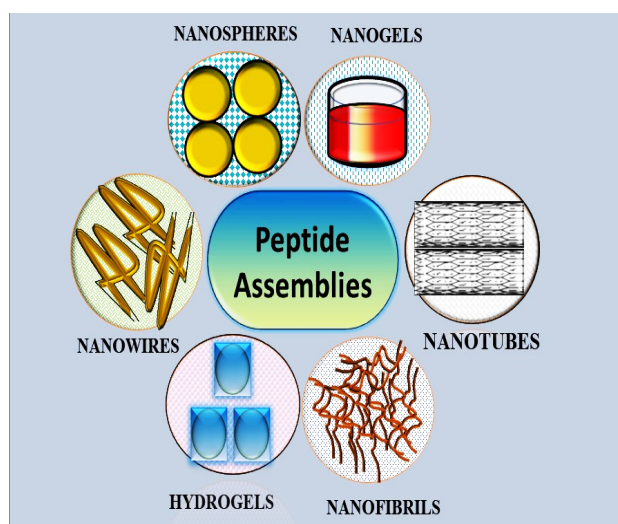 NANOSPHERES
NANOGELS
Peptide
Assemblies
NANOWIRES
NANOTUBES
HYDROGELS
NANOFIBRILS